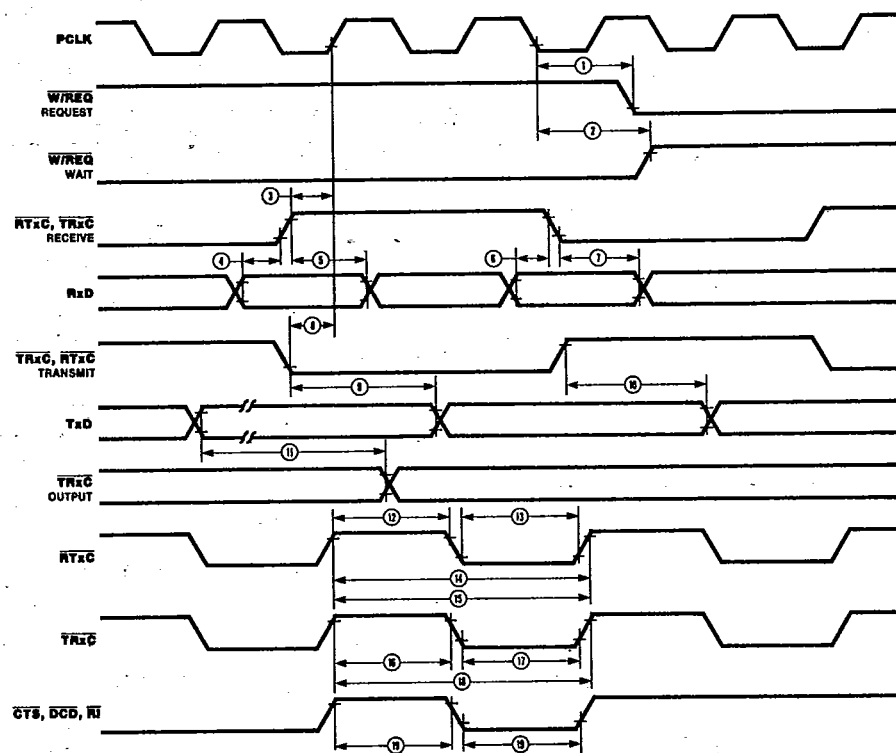 PCLK
①
W/REQ
REQUEST
②
W/REQ
WAIT
③
RTxC, TRxC
RECEIVE
④ ⑤ ⑥ ⑦
RxD
⑧
TRxC, RTxC
TRANSMIT
⑨ ⑩
TxD
⑪
TRxC
OUTPUT
⑫ ⑬
RTxC
⑭
⑮
TRxC
⑯ ⑰
⑱
CTS, DCD, RI
⑲ ⑲